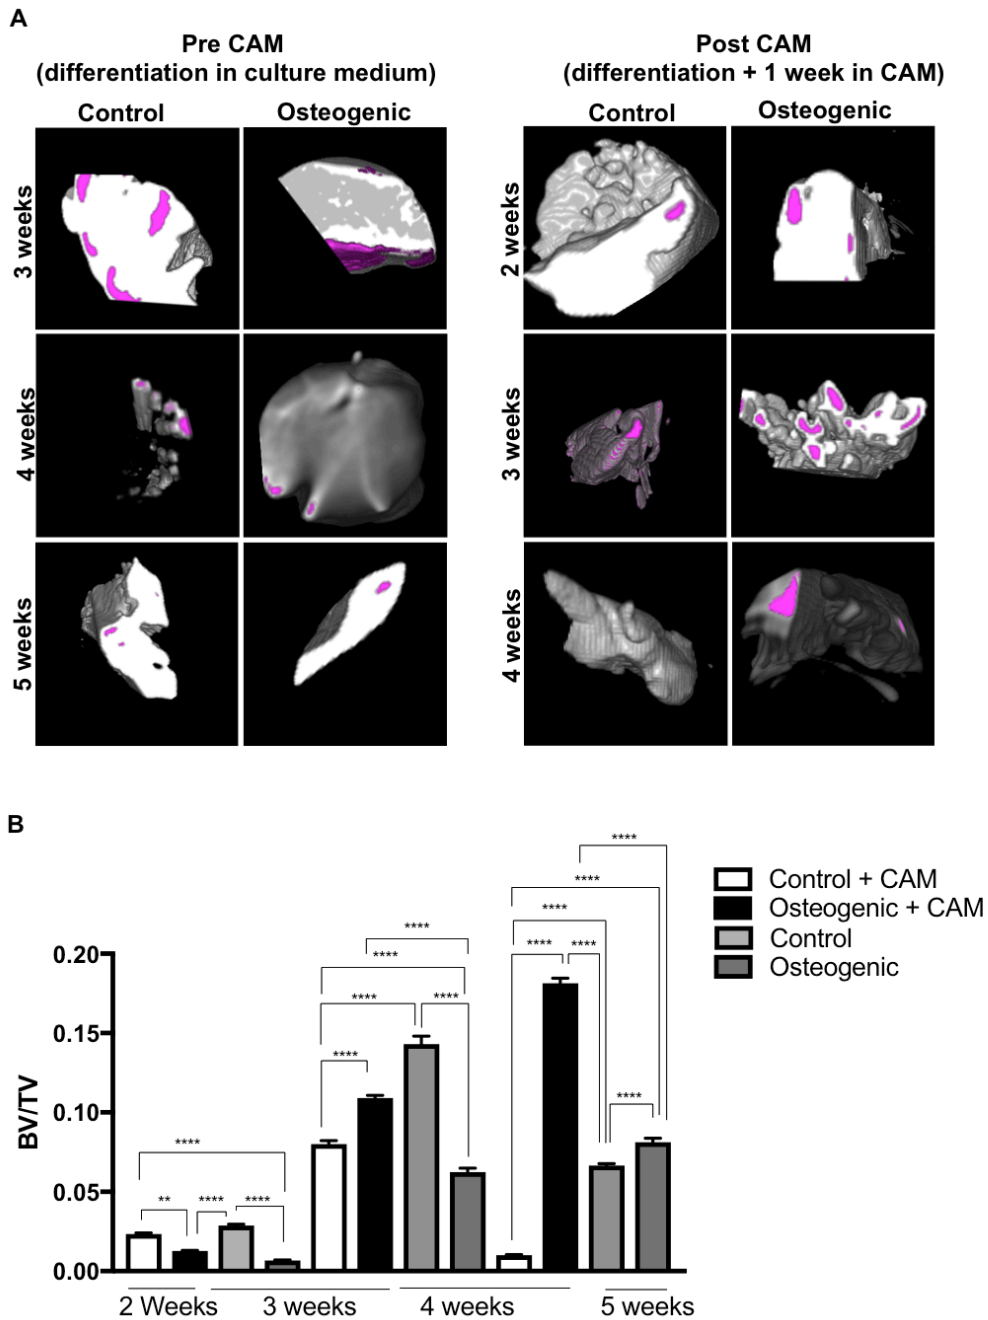 A
Pre CAM
(differentiation in culture medium)
Post CAM
(differentiation + 1 week in CAM)
Control
Osteogenic
Control
Osteogenic
3 weeks
2 weeks
4 weeks
3 weeks
5 weeks
4 weeks
B
****
****
****
****
****
****
****
****
****
****
****
****
****
**
****
****
Control + CAM
Osteogenic + CAM
Control
Osteogenic
BV/TV
0.20
0.15
0.10
0.05
0.00
2 Weeks
3 weeks
4 weeks
5 weeks